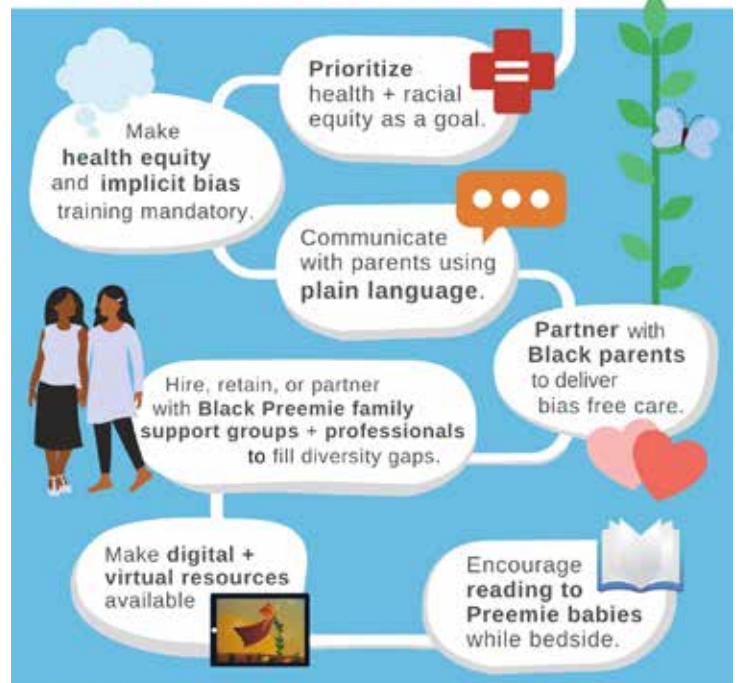 Prioritize
health + racial
equity as a goal.
Make
health equity
and implicit bias
training mandatory.
Communicate
with parents using
plain language.
Partner with
Black parents
to deliver
bias free care.
Hire, retain, or partner
with Black Preemie family
support groups + professionals
to fill diversity gaps.
Make digital +
virtual resources
available
Encourage
reading to
Preemie babies
while bedside.